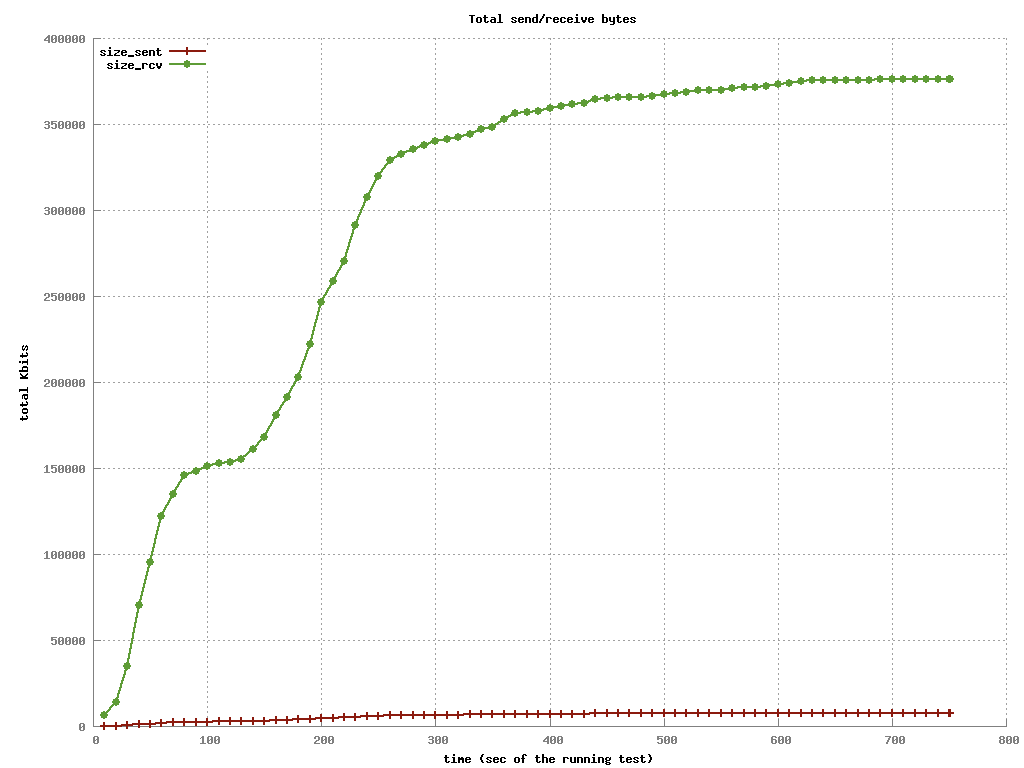 Total send/receive bytes
400000
size_sent
size_rcv
350000
300000
250000
total Kbits
200000
150000
100000
50000
0
0 100 200 300 400 500 600 700 800
time (sec of the running test)